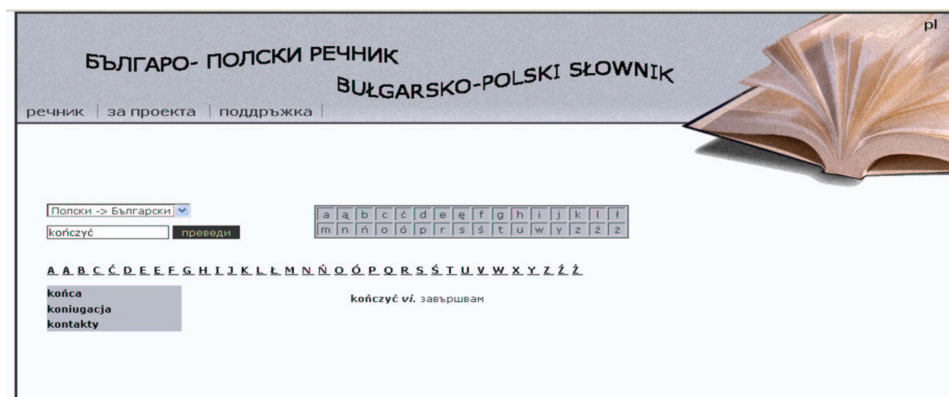 pl
БЪЛГАРО- ПОЛСКИ РЕЧНИК
BUŁGARSKO-POLSKI SŁOWNIK
речник | за проекта | поддръжка |
Полски -> Български
kończyć преведи
a ą b c ć d e ę f g h i j k l ł
m n ń o ó p r s ś t u w y z ź ż
A A B C Ć D E E F G H I J K L Ł M N Ń O Ó P Q R S Ś T U V W X Y Z Ź Ż
końca
koniugacja
kontakty
kończyć vi. завършвам